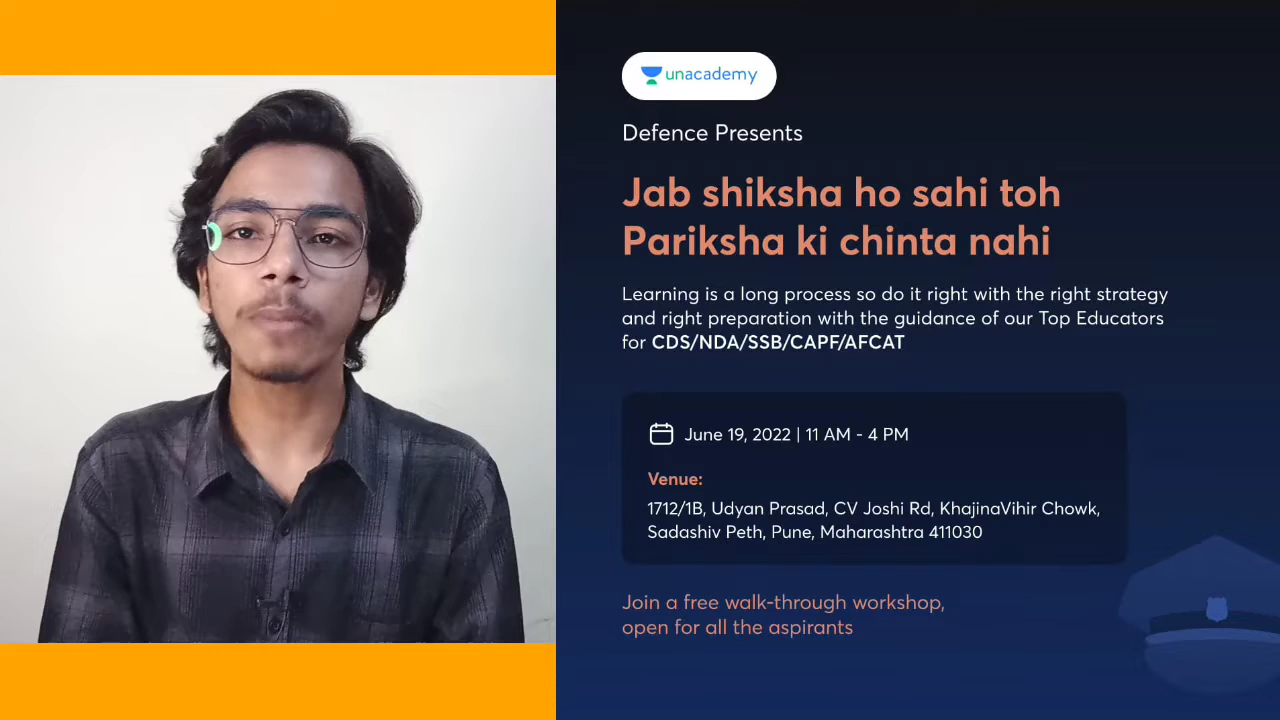 unacademy
Defence Presents
Jab shiksha ho sahi toh
Pariksha ki chinta nahi
Learning is a long process so do it right with the right strategy
and right preparation with the guidance of our Top Educators
for CDS/NDA/SSB/CAPF/AFCAT
June 19, 2022 | 11 AM - 4 PM
Venue:
1712/1B, Udyan Prasad, CV Joshi Rd, KhajinaVihir Chowk,
Sadashiv Peth, Pune, Maharashtra 411030
Join a free walk-through workshop,
open for all the aspirants